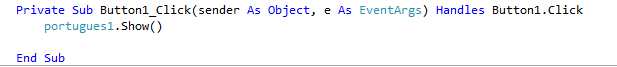 Private Sub Button1_Click(sender As Object, e As EventArgs) Handles Button1.Click
portugues1.Show()
End Sub